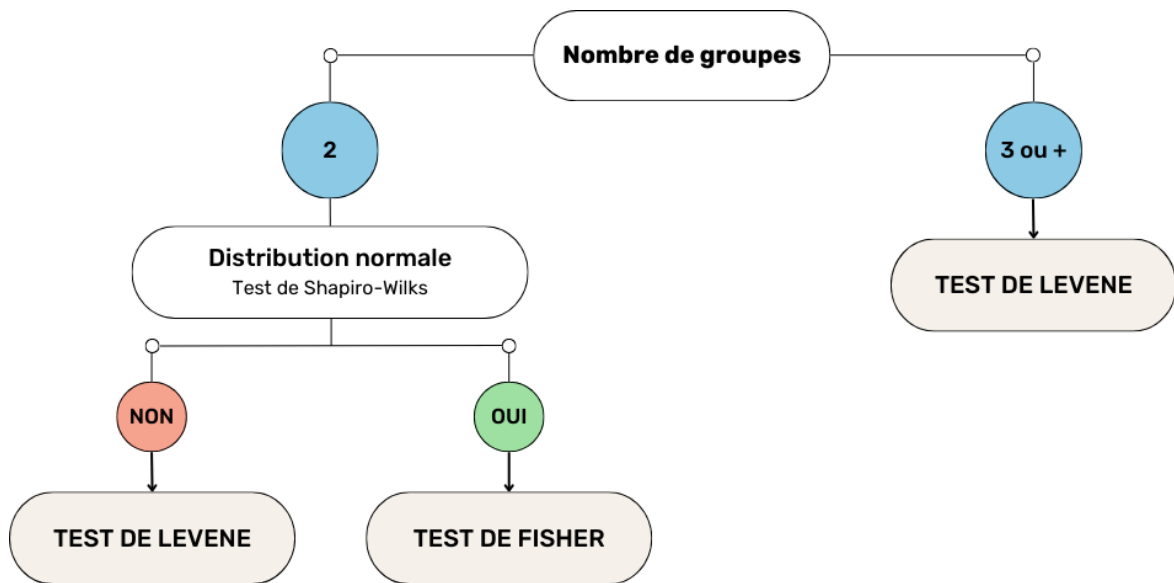 Nombre de groupes
2
3 ou +
Distribution normale
Test de Shapiro-Wilks
TEST DE LEVENE
NON
OUI
TEST DE LEVENE
TEST DE FISHER